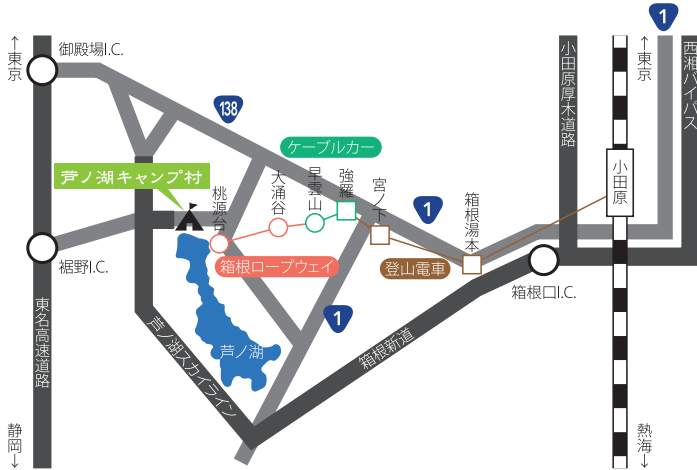 ←東京
御殿場I.C.
138
ケーブルカー
芦ノ湖キャンプ村
桃源台
大涌谷
早雲山
強羅
宮ノ下
1
箱根湯本
小田原厚木道路
←東京
1
西湘バイパス
小田原
箱根ロープウェイ
登山電車
裾野I.C.
箱根口I.C.
東名高速道路
芦ノ湖スカイライン
芦ノ湖
1
箱根新道
静岡→
熱海→